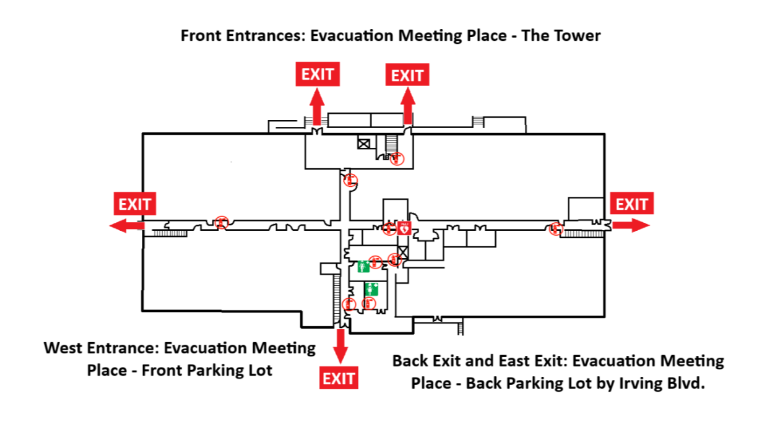 Front Entrances: Evacuation Meeting Place - The Tower
EXIT
EXIT
EXIT
EXIT
West Entrance: Evacuation Meeting
Place - Front Parking Lot
EXIT
Back Exit and East Exit: Evacuation Meeting
Place - Back Parking Lot by Irving Blvd.